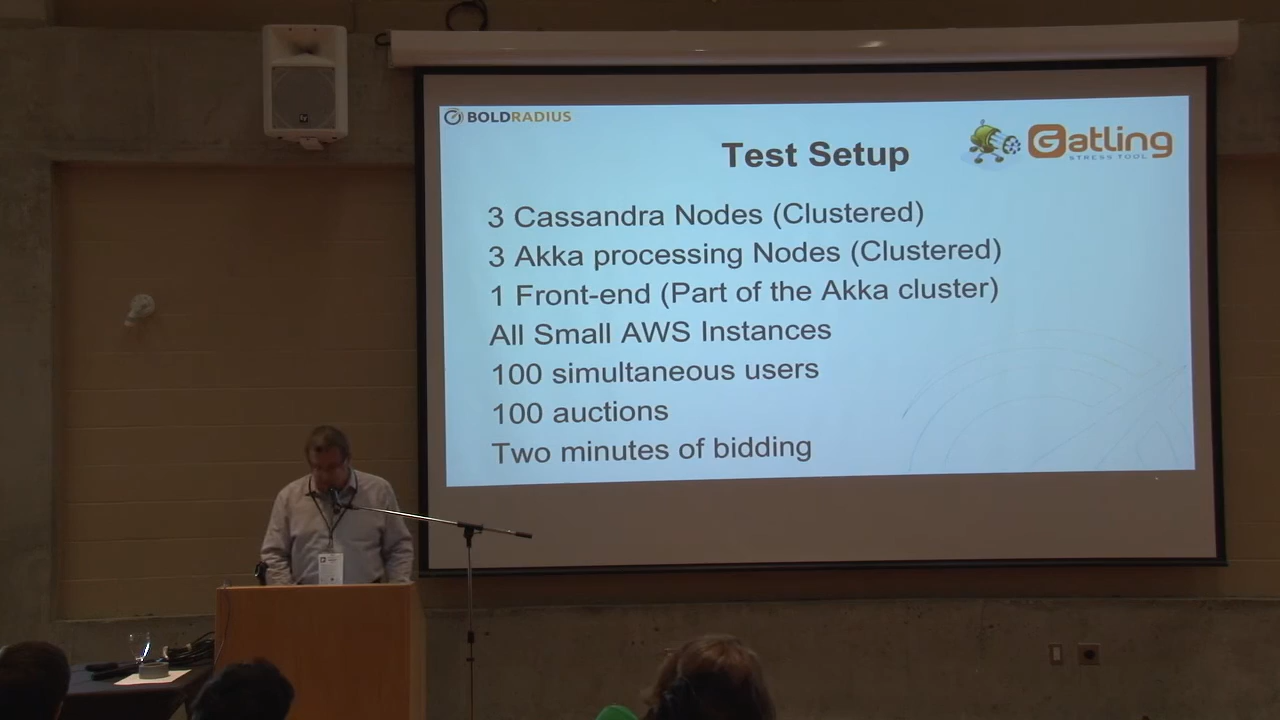 BOLDRADIUS
Test Setup
Gatling
STRESS TOOL
3 Cassandra Nodes (Clustered)
3 Akka processing Nodes (Clustered)
1 Front-end (Part of the Akka cluster)
All Small AWS Instances
100 simultaneous users
100 auctions
Two minutes of bidding